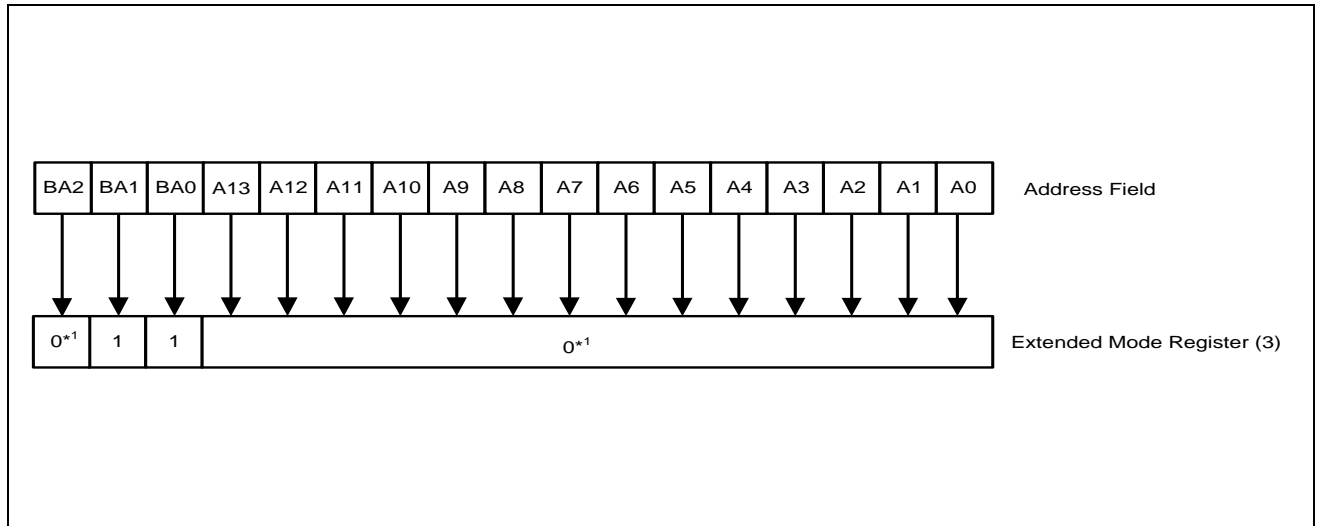 BA2 BA1 BA0 A13 A12 A11 A10 A9 A8 A7 A6 A5 A4 A3 A2 A1 A0 Address Field
0*1 1 1 0*1 Extended Mode Register (3)